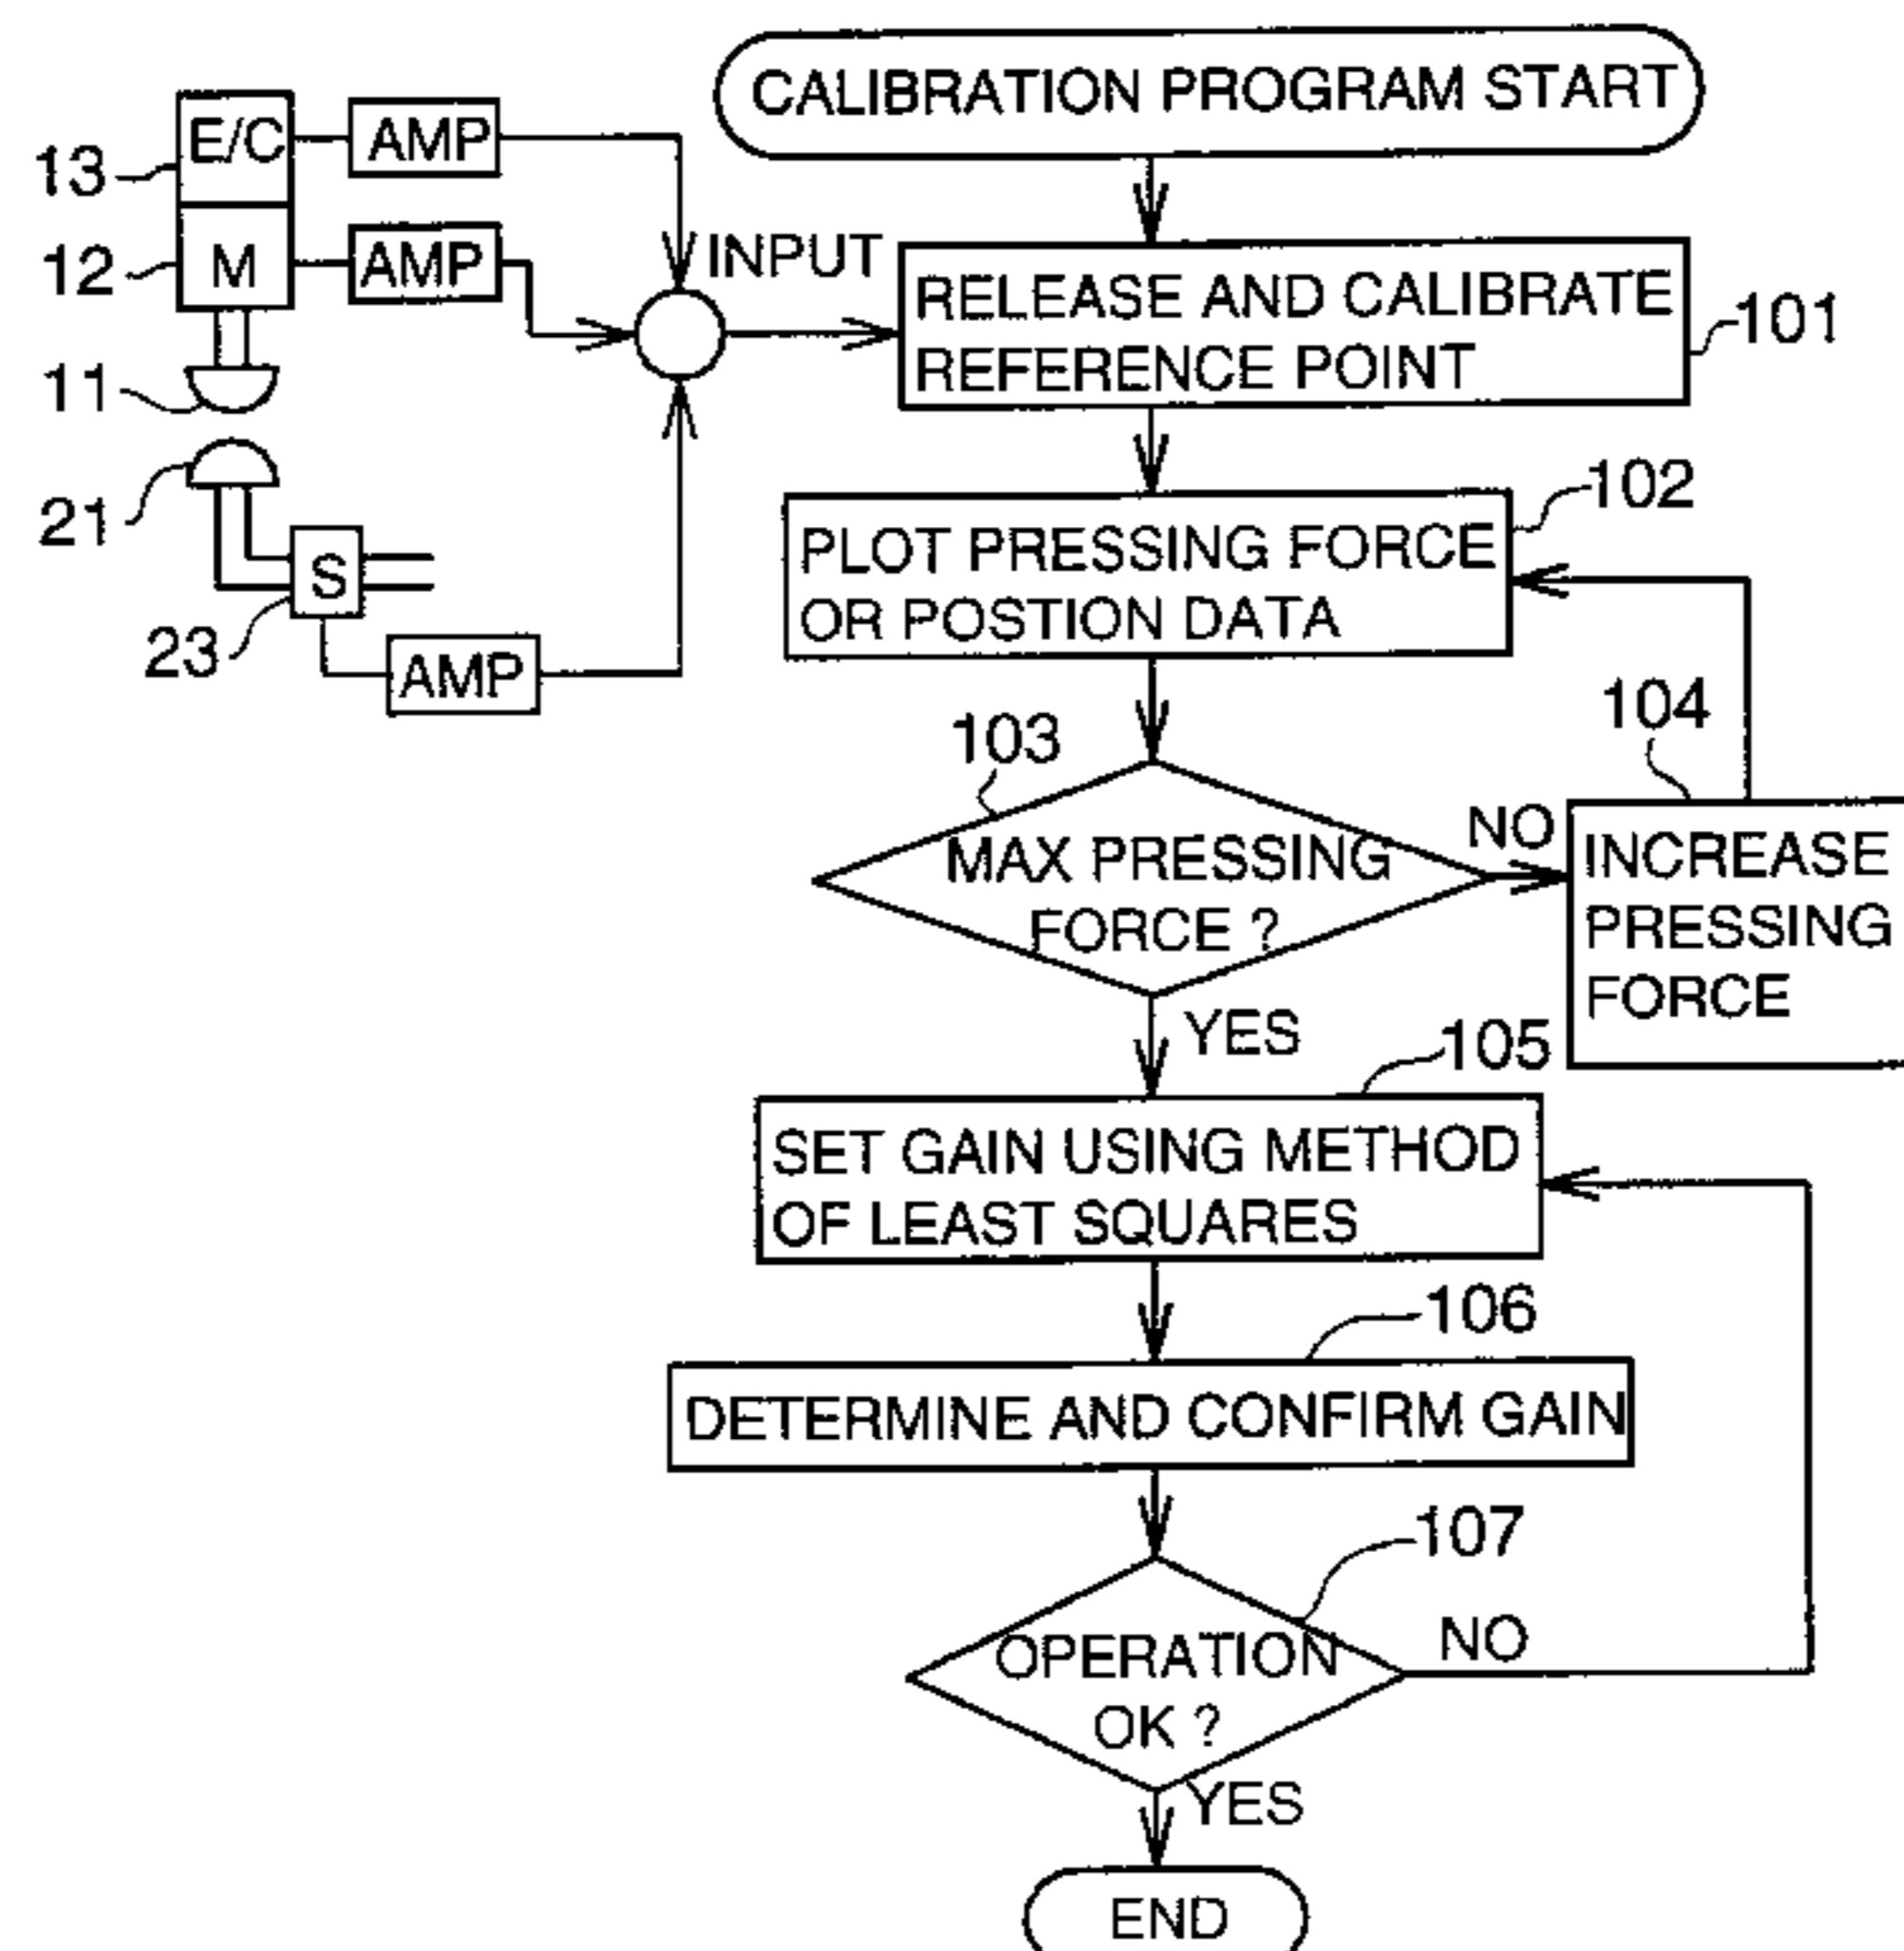 CALIBRATION PROGRAM START
E/C
AMP
13
M
AMP
12
INPUT
RELEASE AND CALIBRATE
REFERENCE POINT
101
11
21
S
23
AMP
102
PLOT PRESSING FORCE
OR POSTION DATA
103
104
MAX PRESSING
FORCE ?
NO
INCREASE
PRESSING
FORCE
YES
105
SET GAIN USING METHOD
OF LEAST SQUARES
106
DETERMINE AND CONFIRM GAIN
107
OPERATION
OK ?
NO
YES
END